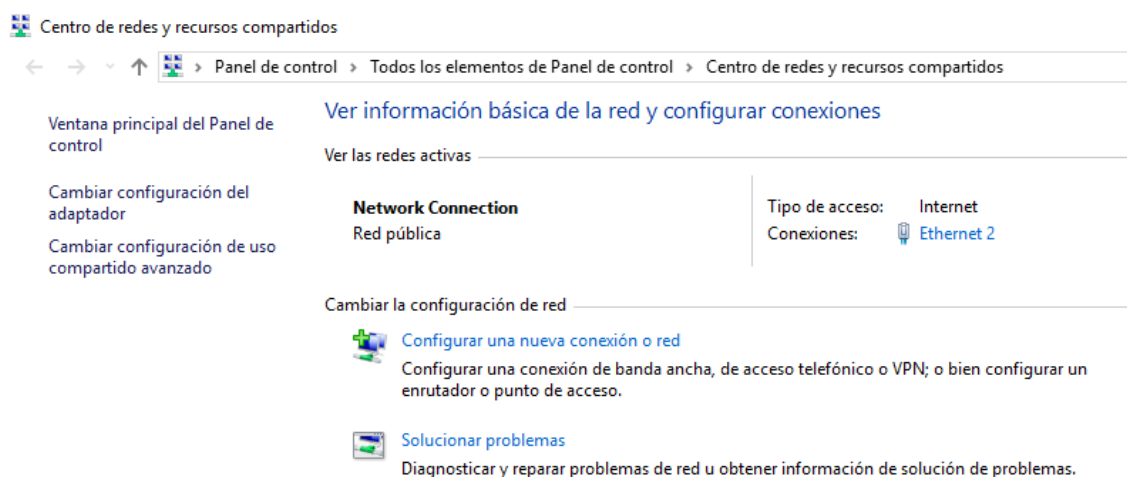 Centro de redes y recursos compartidos
Panel de control > Todos los elementos de Panel de control > Centro de redes y recursos compartidos
Ventana principal del Panel de
control
Cambiar configuración del
adaptador
Cambiar configuración de uso
compartido avanzado
Ver información básica de la red y configurar conexiones
Ver las redes activas
Network Connection
Red pública
Tipo de acceso: Internet
Conexiones: Ethernet 2
Cambiar la configuración de red
Configurar una nueva conexión o red
Configurar una conexión de banda ancha, de acceso telefónico o VPN; o bien configurar un
enrutador o punto de acceso.
Solucionar problemas
Diagnosticar y reparar problemas de red u obtener información de solución de problemas.